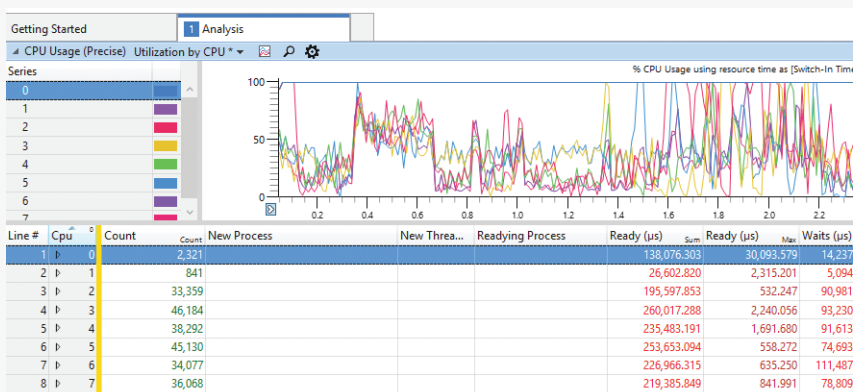 Getting Started
1 Analysis
CPU Usage (Precise) Utilization by CPU *
Series
0
1
2
3
4
5
6
7
% CPU Usage using resource time as [Switch-In Time
100
50
0
0.2 0.4 0.6 0.8 1.0 1.2 1.4 1.6 1.8 2.0 2.2
Line # Cpu 0 Count Count New Process New Threa... Readying Process Ready (µs) Sum Ready (µs) Max Waits (µs)
1 0 2,321 138,076.303 30,093.579 14,237
2 1 841 26,602.820 2,315.201 5,094
3 2 33,359 195,597.853 532.247 90,981
4 3 46,184 260,017.288 2,240.056 93,230
5 4 38,292 235,483.191 1,691.680 91,613
6 5 45,130 253,653.094 558.272 74,693
7 6 34,077 226,966.315 635.250 111,487
8 7 36,068 219,385.849 841.991 78,809